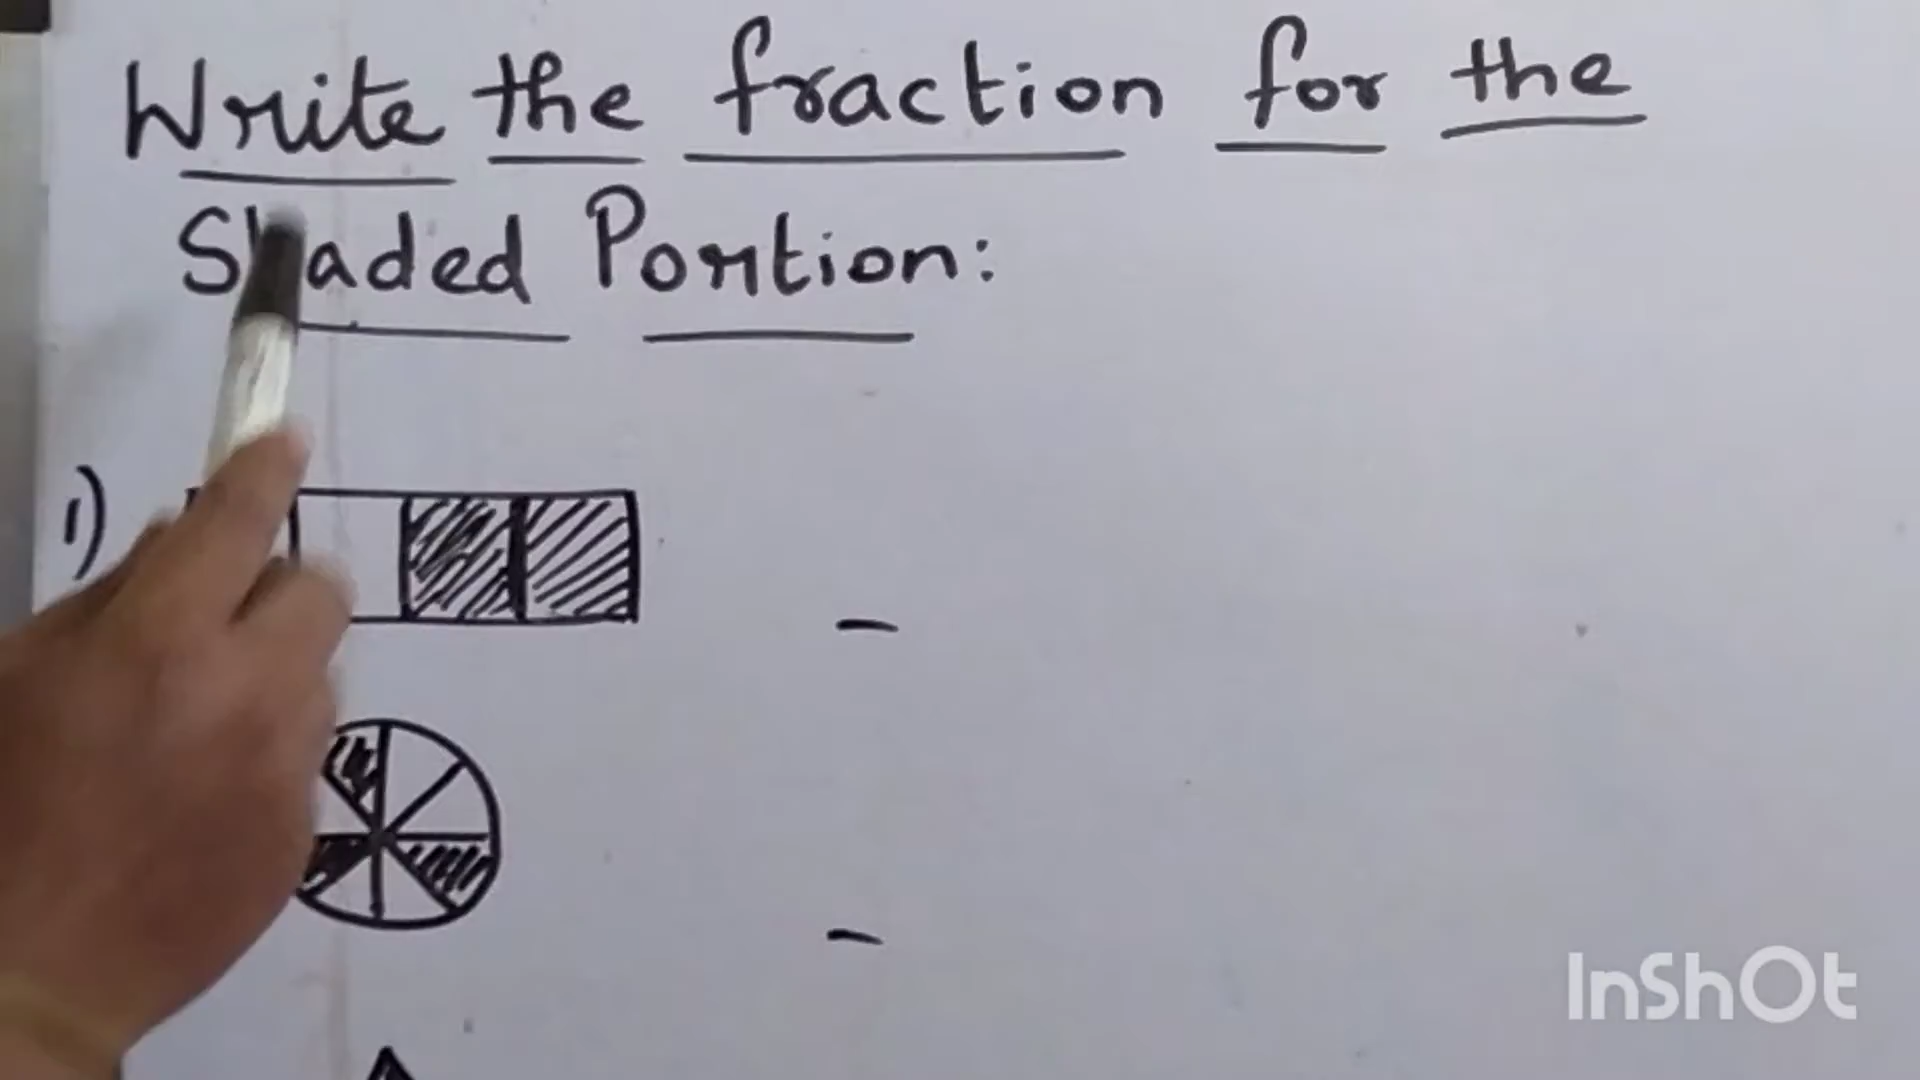 Write the fraction for the
Shaded Portion:
1)
InShOt